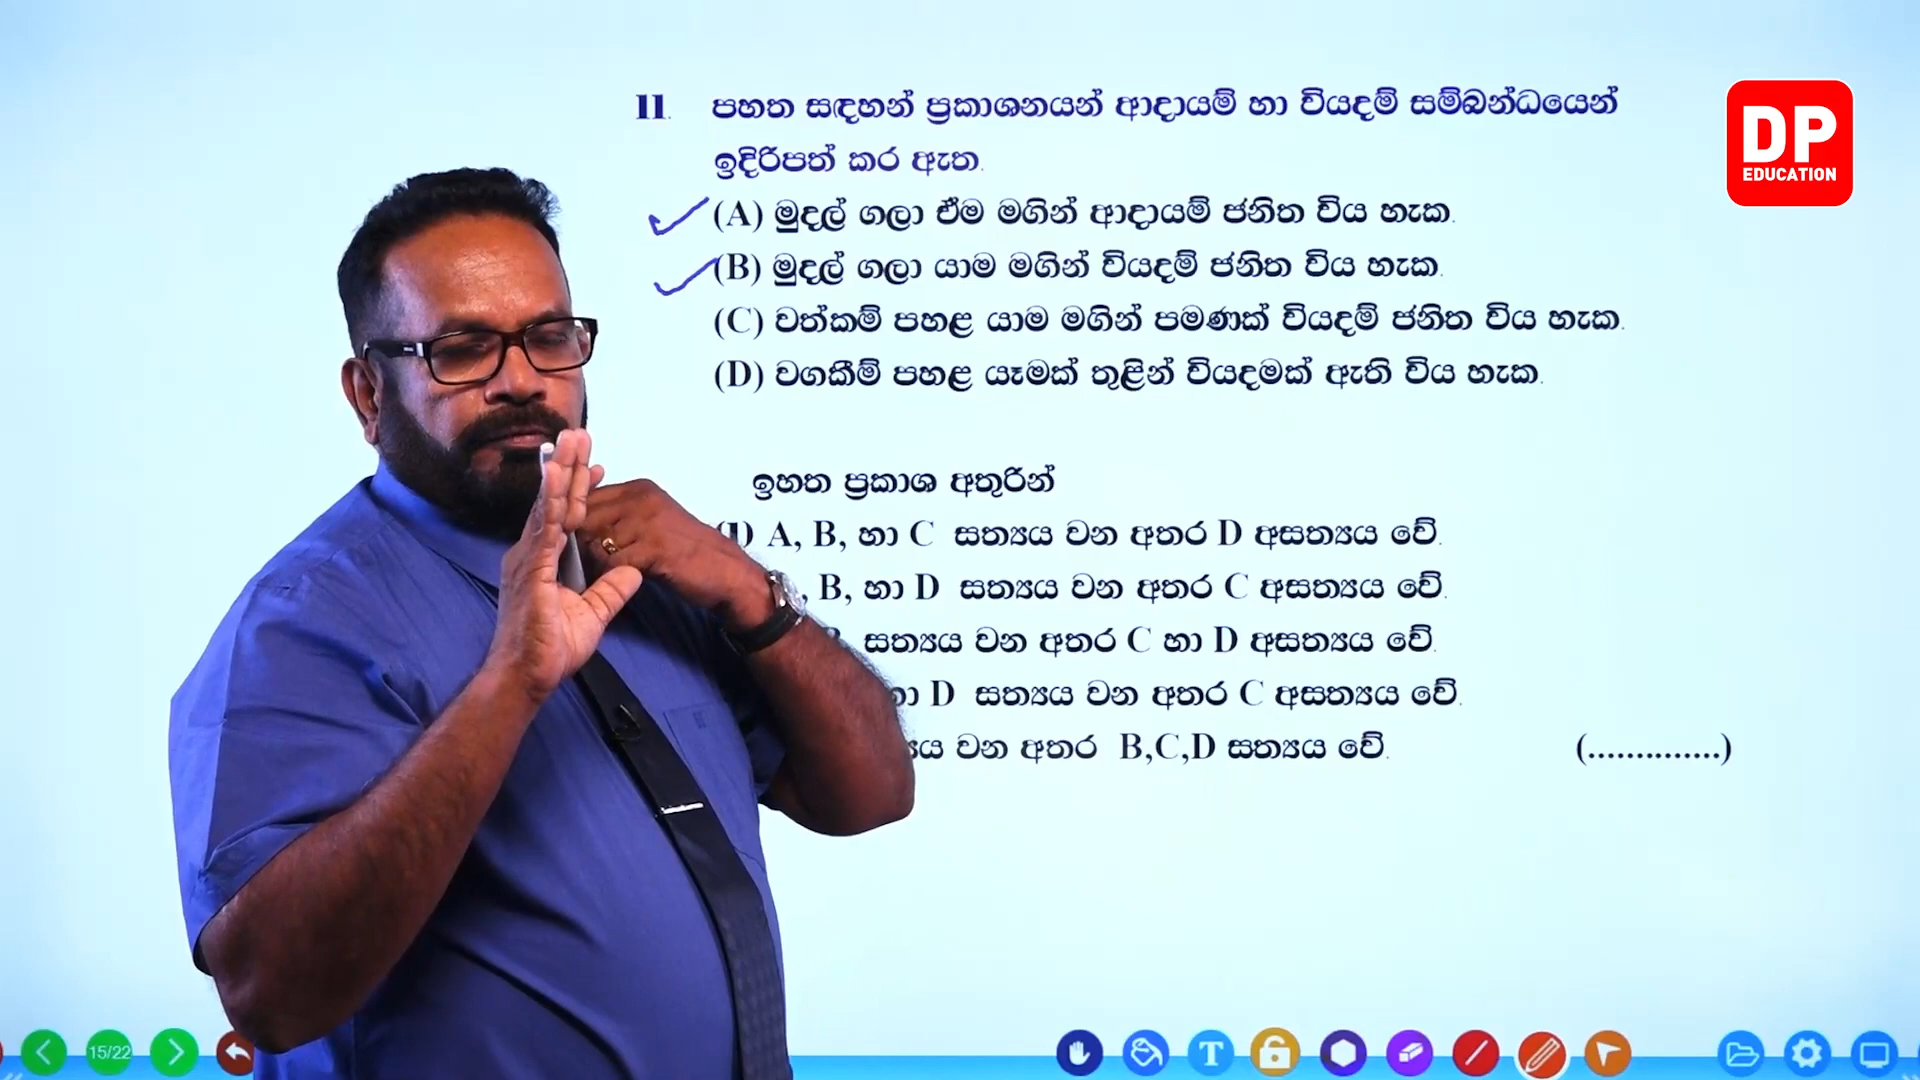 DP
EDUCATION
11. පහත සඳහන් ප්‍රකාශනයන් ආදායම් හා වියදම් සම්බන්ධයෙන්
ඉදිරිපත් කර ඇත.
(A) මුදල් ගලා ඒම මගින් ආදායම් ජනිත විය හැක.
(B) මුදල් ගලා යාම මගින් වියදම් ජනිත විය හැක.
(C) වත්කම් පහළ යාම මගින් පමණක් වියදම් ජනිත විය හැක.
(D) වගකීම් පහළ යෑමක් තුළින් වියදමක් ඇති විය හැක.
ඉහත ප්‍රකාශ අතුරින්
(1) A, B, හා C සත්‍යය වන අතර D අසත්‍යය වේ.
, B, හා D සත්‍යය වන අතර C අසත්‍යය වේ.
සත්‍යය වන අතර C හා D අසත්‍යය වේ.
හා D සත්‍යය වන අතර C අසත්‍යය වේ.
වන අතර B,C,D සත්‍යය වේ. (..............)
15/22
T